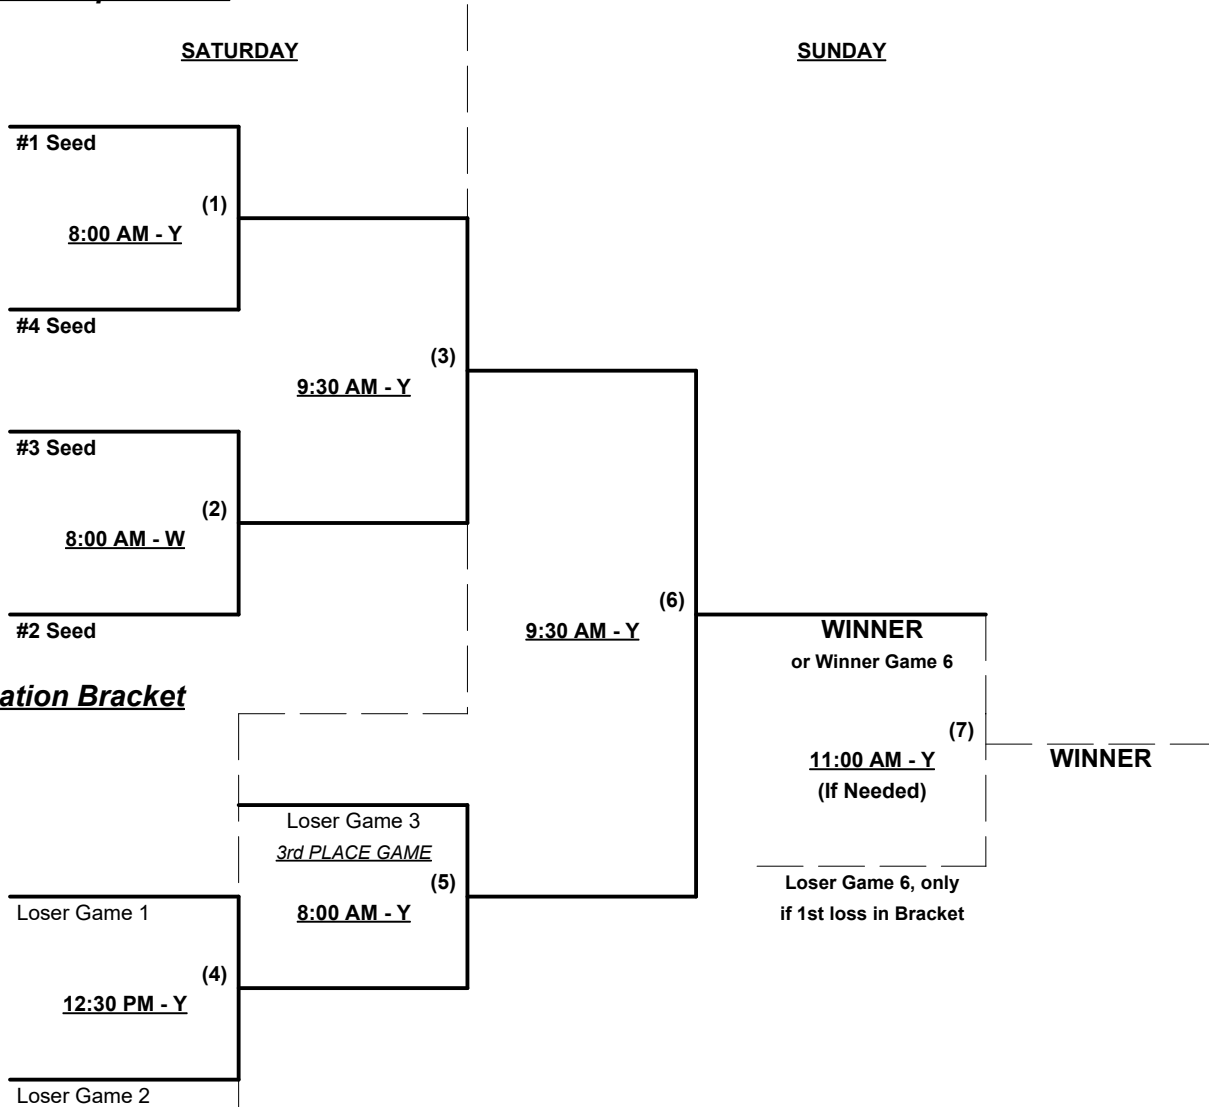 SATURDAY
SUNDAY
#1 Seed
(1)
8:00 AM - Y
#4 Seed
(3)
9:30 AM - Y
#3 Seed
(2)
8:00 AM - W
#2 Seed
(6)
9:30 AM - Y
WINNER
or Winner Game 6
ation Bracket
(7)
11:00 AM - Y
WINNER
(If Needed)
Loser Game 3
3rd PLACE GAME
(5)
8:00 AM - Y
Loser Game 6, only
if 1st loss in Bracket
Loser Game 1
(4)
12:30 PM - Y
Loser Game 2